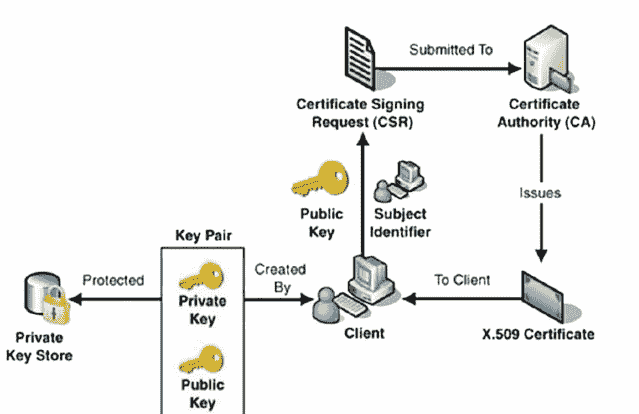 Submitted To
Certificate Signing
Request (CSR)
Certificate
Authority (CA)
Issues
Public
Key
Subject
Identifier
Key Pair
Protected
Private
Key
Created
By
To Client
Private
Key Store
Client
X.509 Certificate
Public
Key